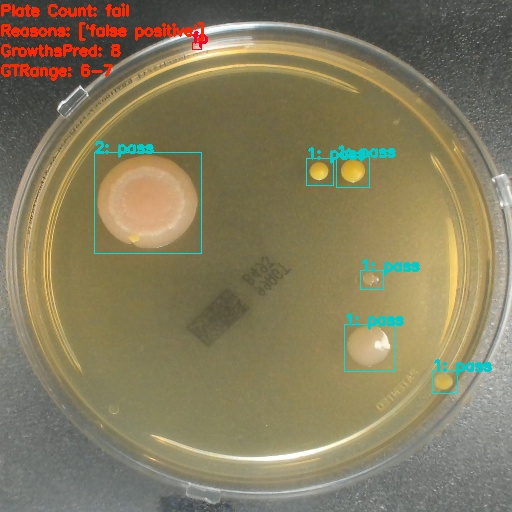 Plate Count: fail
Reasons: ['false positive']
GrowthsPred: 8
GTRange: 6-7
2: pass
1: pass
1: pass
1: pass
1: pass
1: pass